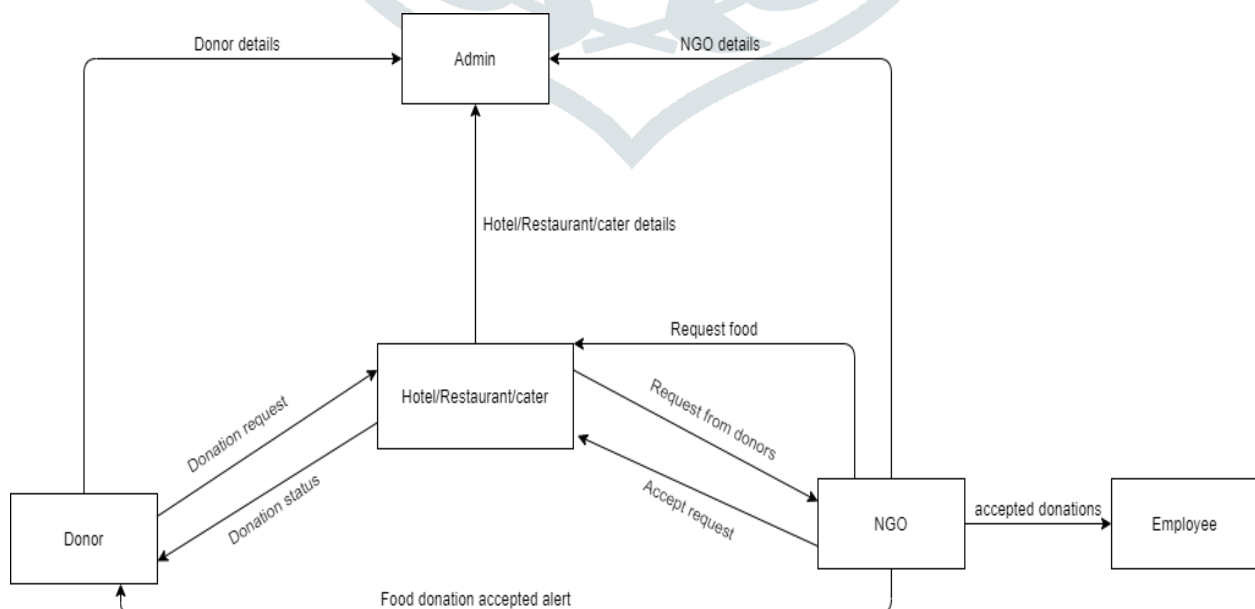 Donor details
Admin
NGO details
Hotel/Restaurant/cater details
Request food
Hotel/Restaurant/cater
Request from donors
Donation request
Donation status
Accept request
Donor
NGO
accepted donations
Employee
Food donation accepted alert